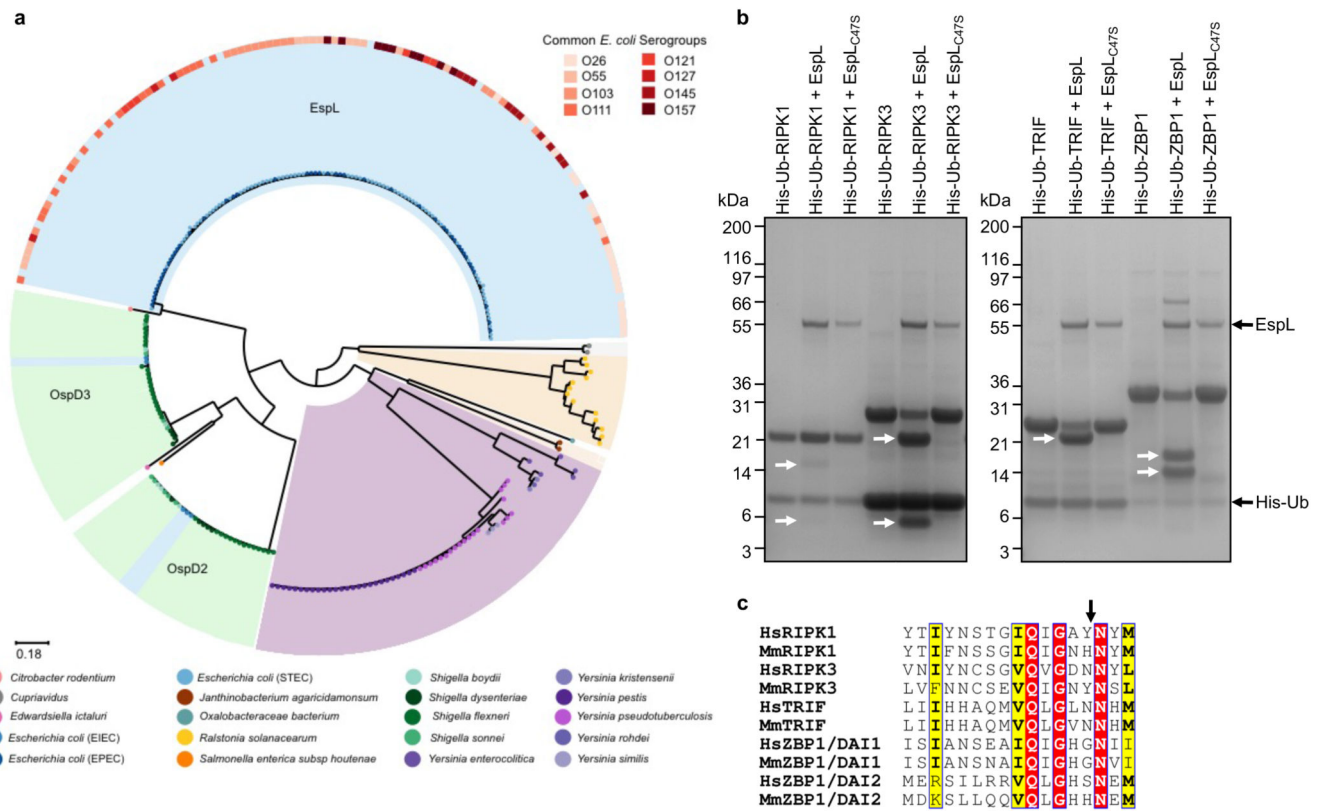 a
Common E. coli Serogroups
O26 O121
O55 O127
O103 O145
O111 O157
EspL
OspD3
OspD2
0.18
Citrobacter rodentium
Cupriavidus
Edwardsiella ictaluri
Escherichia coli (EIEC)
Escherichia coli (EPEC)
Escherichia coli (STEC)
Janthinobacterium agaricidamnosum
Oxalobacteraceae bacterium
Ralstonia solanacearum
Salmonella enterica subsp houtenae
Shigella boydii
Shigella dysenteriae
Shigella flexneri
Shigella sonnei
Yersinia enterocolitica
Yersinia kristensenii
Yersinia pestis
Yersinia pseudotuberculosis
Yersinia rohdei
Yersinia similis
b
His-Ub-RIPK1
His-Ub-RIPK1 + EspL
His-Ub-RIPK1 + EspLC47S
His-Ub-RIPK3
His-Ub-RIPK3 + EspL
His-Ub-RIPK3 + EspLC47S
kDa
200
116
97
66
55
36
31
21
14
6
3
His-Ub-TRIF
His-Ub-TRIF + EspL
His-Ub-TRIF + EspLC47S
His-Ub-ZBP1
His-Ub-ZBP1 + EspL
His-Ub-ZBP1 + EspLC47S
kDa
200
116
97
66
55
36
31
21
14
6
3
EspL
His-Ub
c
HsRIPK1 YTIYNSTGIQIGAYNYM
MmRIPK1 YTIFNSSGIQIGNHNYM
HsRIPK3 VNIYNCSGVQVGDNNYL
MmRIPK3 LVFNNCSEVQIGNYNSL
HsTRIF LIIHHAQMVQLGLNNHM
MmTRIF LIIHHAQMVQLGVNNHM
HsZBP1/DAI1 ISIANSEAIQIGHGNII
MmZBP1/DAI1 ISIANSNAIQIGHGNVI
HsZBP1/DAI2 MERSILRRVQLGHSNEM
MmZBP1/DAI2 MDKSLLQQVQLGHHNEM